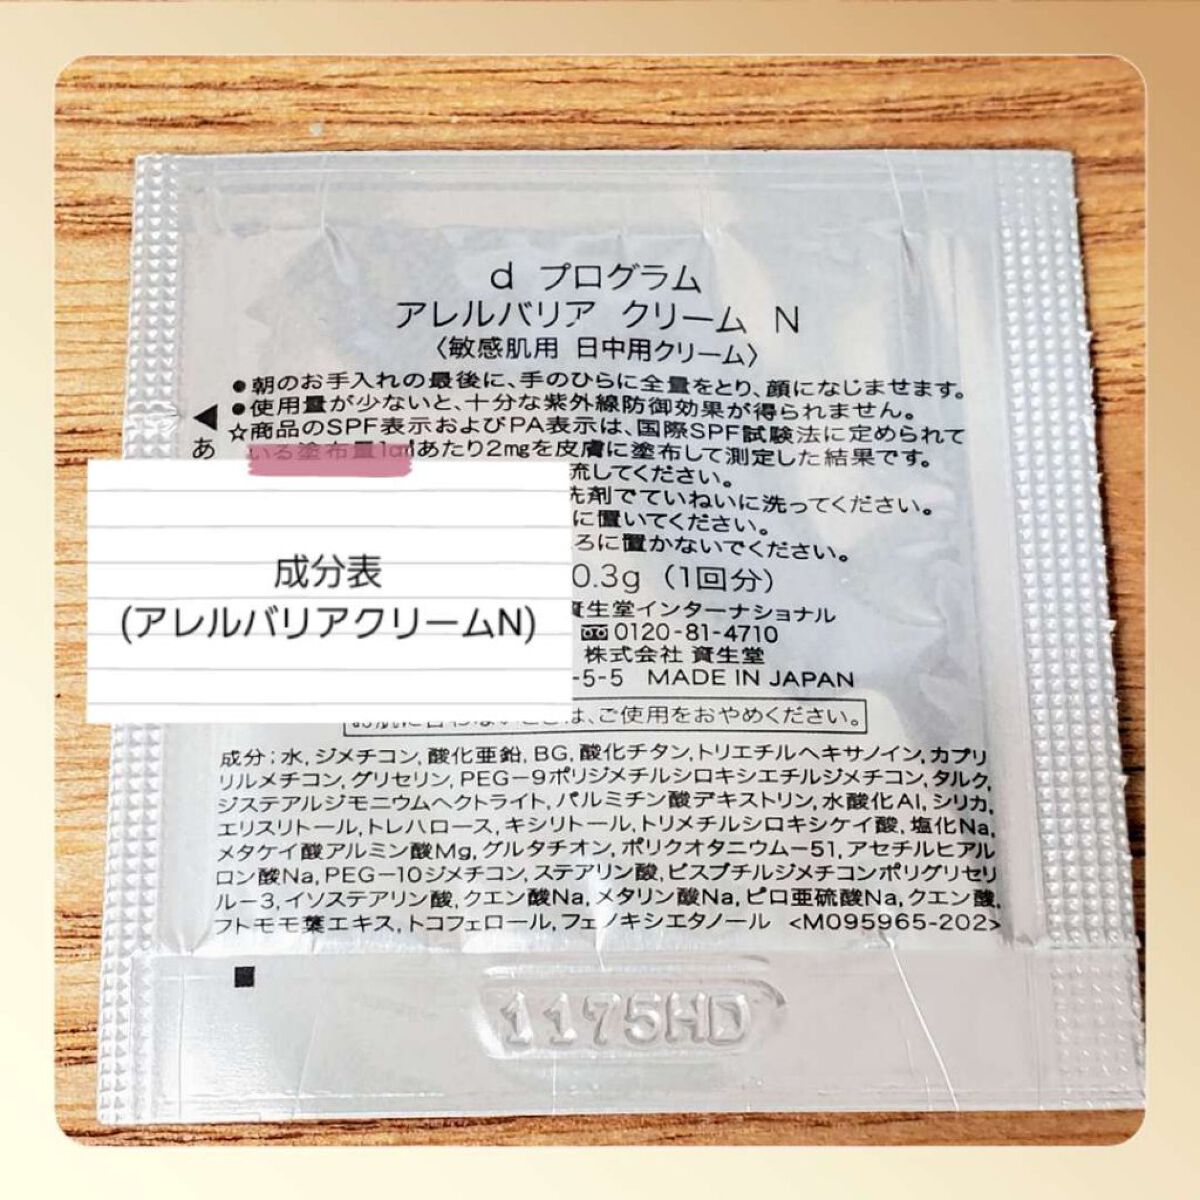 d プログラム
アレルバリア クリーム N
〈敏感肌用 日中用クリーム〉
●朝のお手入れの最後に、手のひらに全量をとり、顔になじませます。
●使用量が少ないと、十分な紫外線防御効果が得られません。
☆商品のSPF表示およびPA表示は、国際SPF試験法に定められて
いる塗布量1c㎡あたり2mgを皮膚に塗布して測定した結果です。
◀
あ
流してください。
洗剤でていねいに洗ってください。
に置いてください。
ろに置かないでください。
0.3g（1回分）
資生堂インターナショナル
0120-81-4710
株式会社 資生堂
-5-5 MADE IN JAPAN
は、ご使用をおやめください。
成分表
(アレルバリアクリームN)
成分：水, ジメチコン, 酸化亜鉛, BG, 酸化チタン, トリエチルヘキサノイン, カプリ
リルメチコン, グリセリン, PEG－9ポリジメチルシロキシエチルジメチコン, タルク,
ジステアルジモニウムヘクトライト, パルミチン酸デキストリン, 水酸化Al, シリカ,
エリスリトール, トレハロース, キシリトール, トリメチルシロキシケイ酸, 塩化Na,
メタケイ酸アルミン酸Mg, グルタチオン, ポリクオタニウム－51, アセチルヒアル
ロン酸Na, PEG－10ジメチコン, ステアリン酸, ビスブチルジメチコンポリグリセリ
ル－3, イソステアリン酸, クエン酸Na, メタリン酸Na, ピロ亜硫酸Na, クエン酸,
フトモモ葉エキス, トコフェロール, フェノキシエタノール <M095965-202>
1175HD